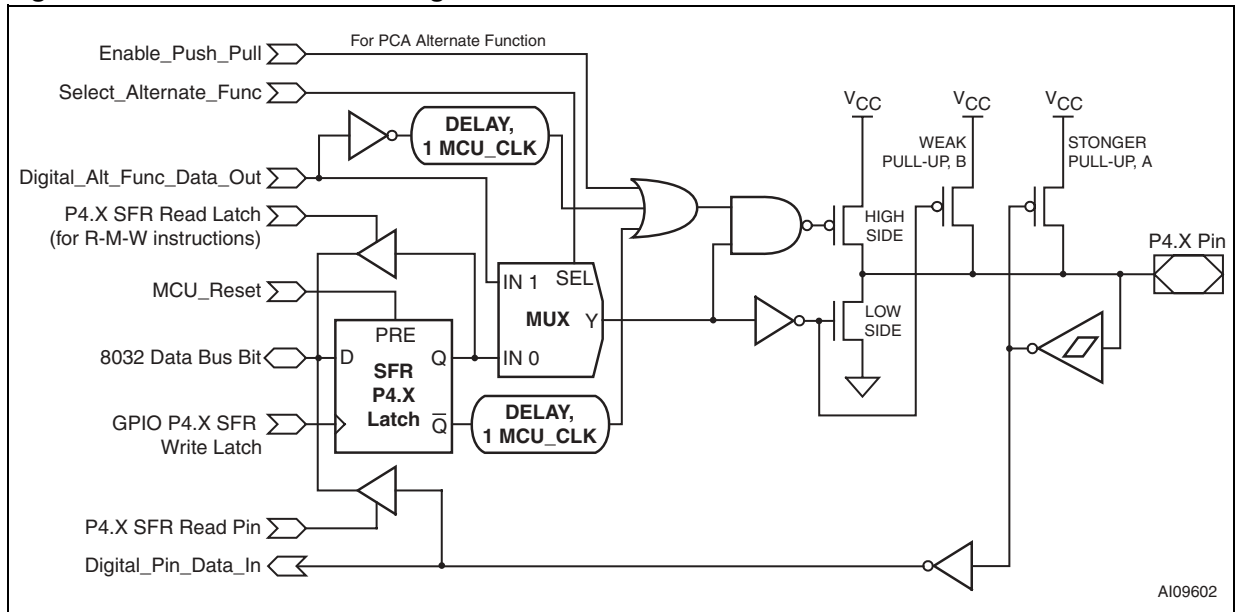 Enable_Push_Pull
For PCA Alternate Function
Select_Alternate_Func
DELAY,
1 MCU_CLK
Digital_Alt_Func_Data_Out
P4.X SFR Read Latch
(for R-M-W instructions)
MCU_Reset
8032 Data Bus Bit
GPIO P4.X SFR
Write Latch
P4.X SFR Read Pin
Digital_Pin_Data_In
PRE
D
Q
SFR
P4.X
Latch
Q
DELAY,
1 MCU_CLK
IN 1
SEL
MUX
Y
IN 0
VCC
HIGH
SIDE
LOW
SIDE
VCC
WEAK
PULL-UP, B
VCC
STONGER
PULL-UP, A
P4.X Pin
AI09602